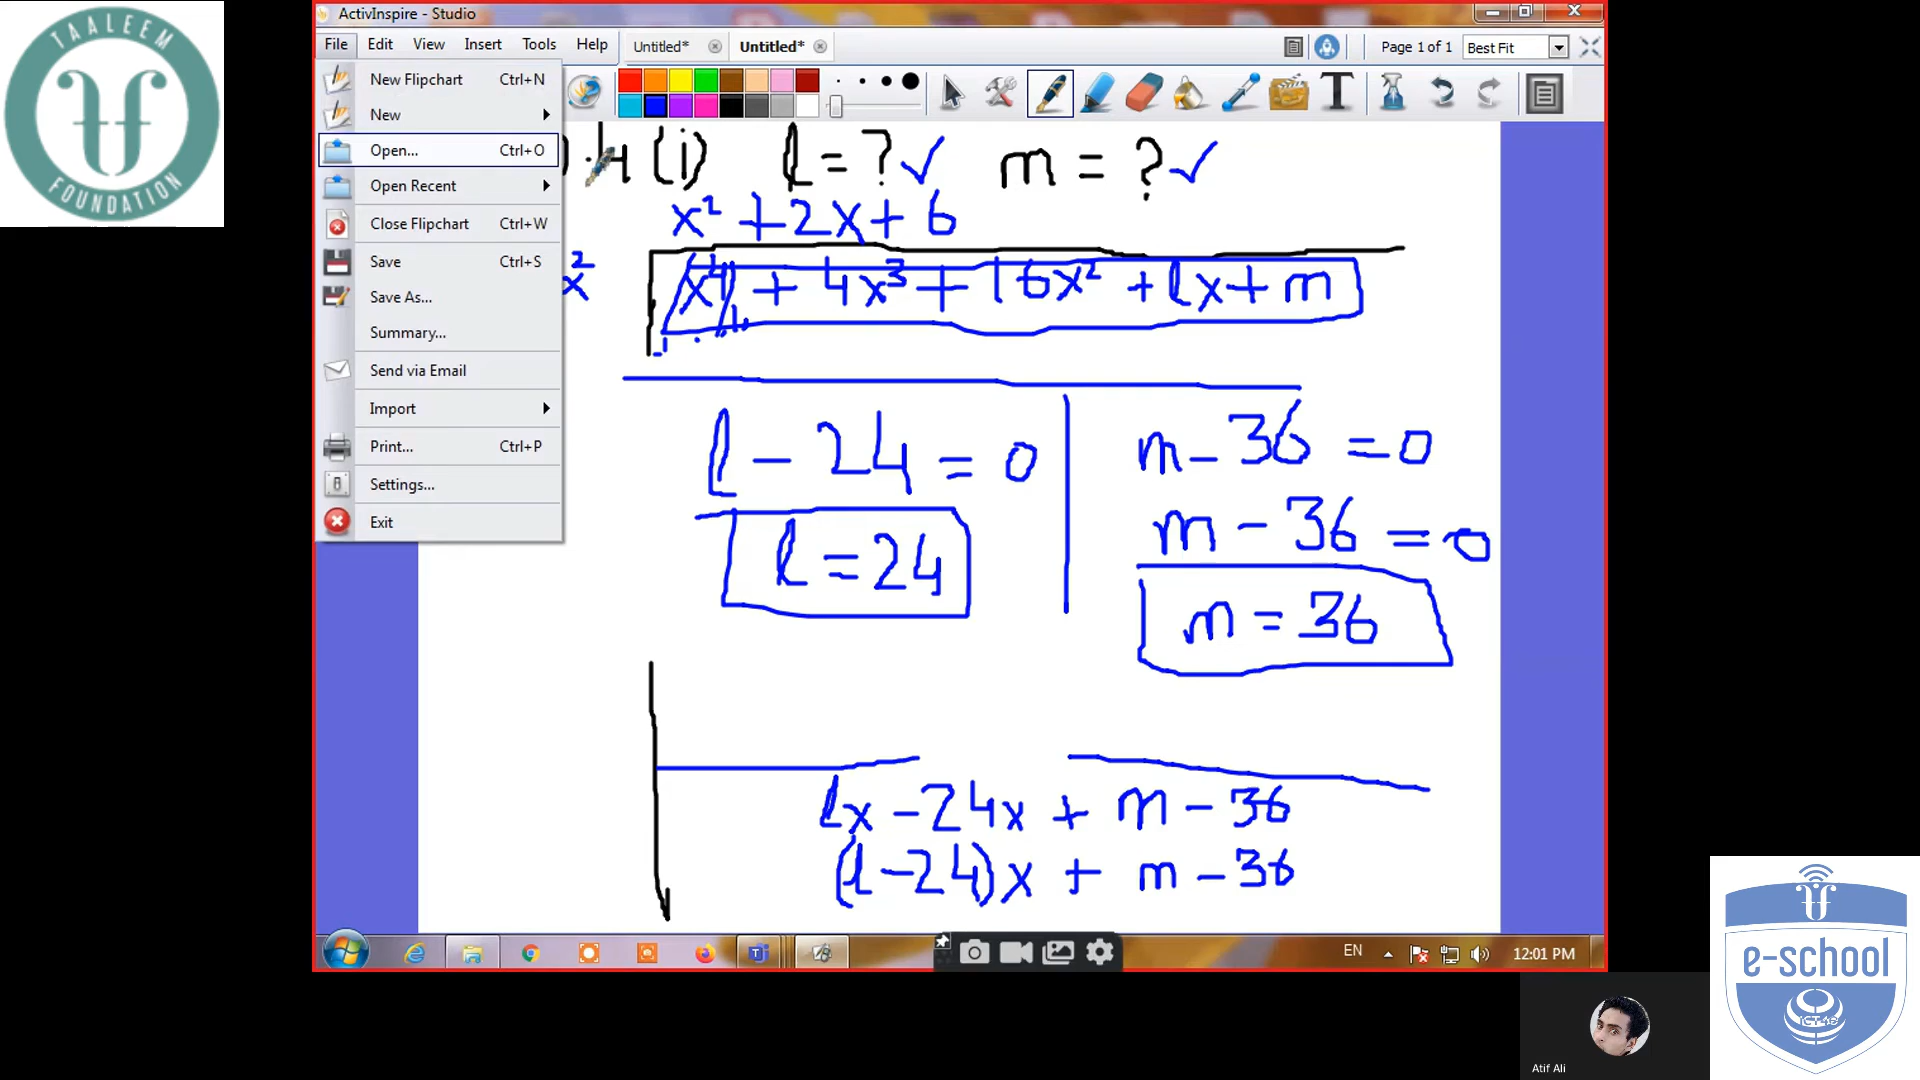 TAALEEM
FOUNDATION
ActivInspire - Studio
File Edit View Insert Tools Help
Untitled* Untitled*
Page 1 of 1 Best Fit
New Flipchart Ctrl+N
New
Open... Ctrl+O
Open Recent
Close Flipchart Ctrl+W
Save Ctrl+S
Save As...
Summary...
Send via Email
Import
Print... Ctrl+P
Settings...
Exit
(i) l = ? ✓ m = ? ✓
x² + 2x + 6
x² x⁴ + 4x³ + 16x² + lx + m
l - 24 = 0
l = 24
m - 36 = 0
m - 36 = 0
m = 36
lx - 24x + m - 36
(l - 24)x + m - 36
EN 12:01 PM
e-school
Atif Ali